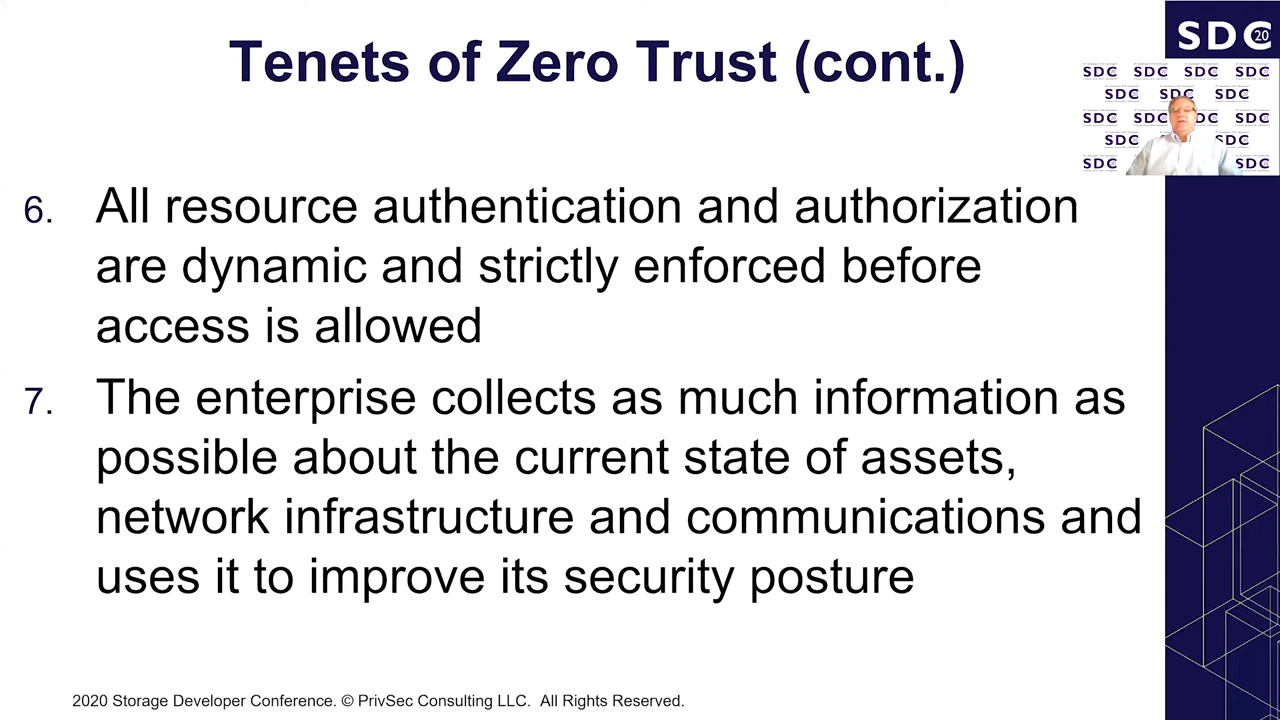 Tenets of Zero Trust (cont.)
SDC 20
SDC SDC SDC SDC
SDC SDC SDC
SDC SDC SDC SDC
SDC SDC
SDC SDC
6. All resource authentication and authorization
are dynamic and strictly enforced before
access is allowed
7. The enterprise collects as much information as
possible about the current state of assets,
network infrastructure and communications and
uses it to improve its security posture
2020 Storage Developer Conference. © PrivSec Consulting LLC. All Rights Reserved.